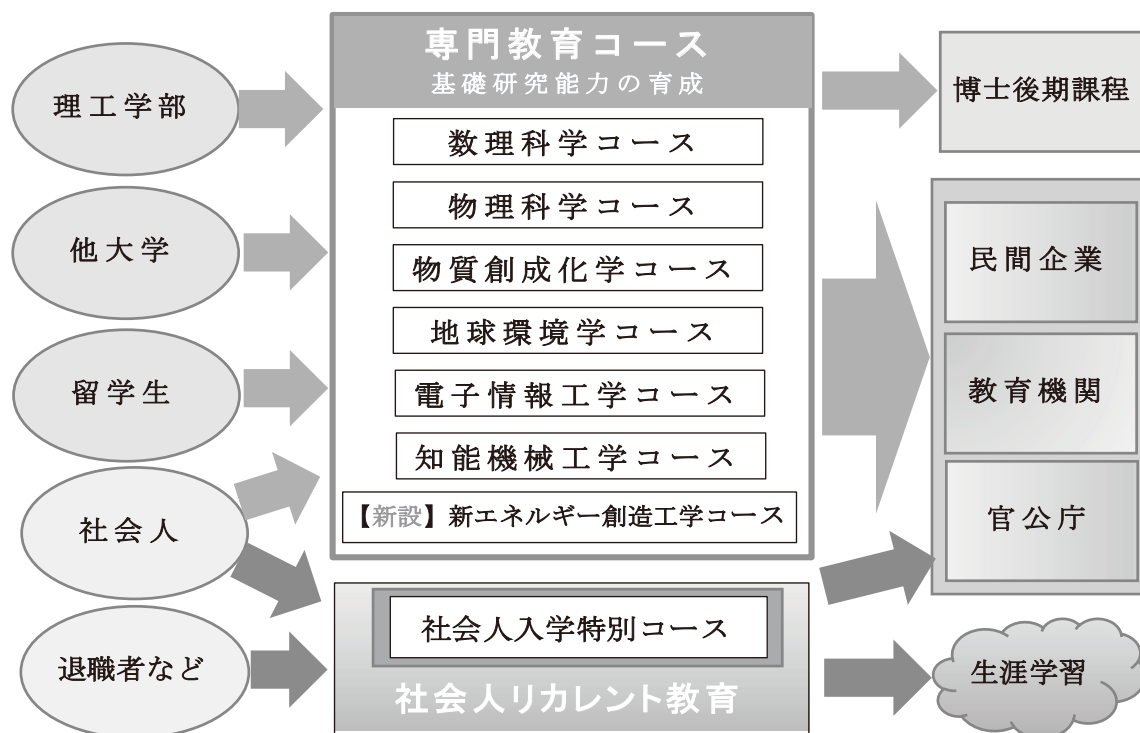 理工学部
他大学
留学生
社会人
退職者など
専門教育コース
基礎研究能力の育成
数理科学コース
物理科学コース
物質創成化学コース
地球環境学コース
電子情報工学コース
知能機械工学コース
【新設】新エネルギー創造工学コース
社会人入学特別コース
社会人リカレント教育
博士後期課程
民間企業
教育機関
官公庁
生涯学習